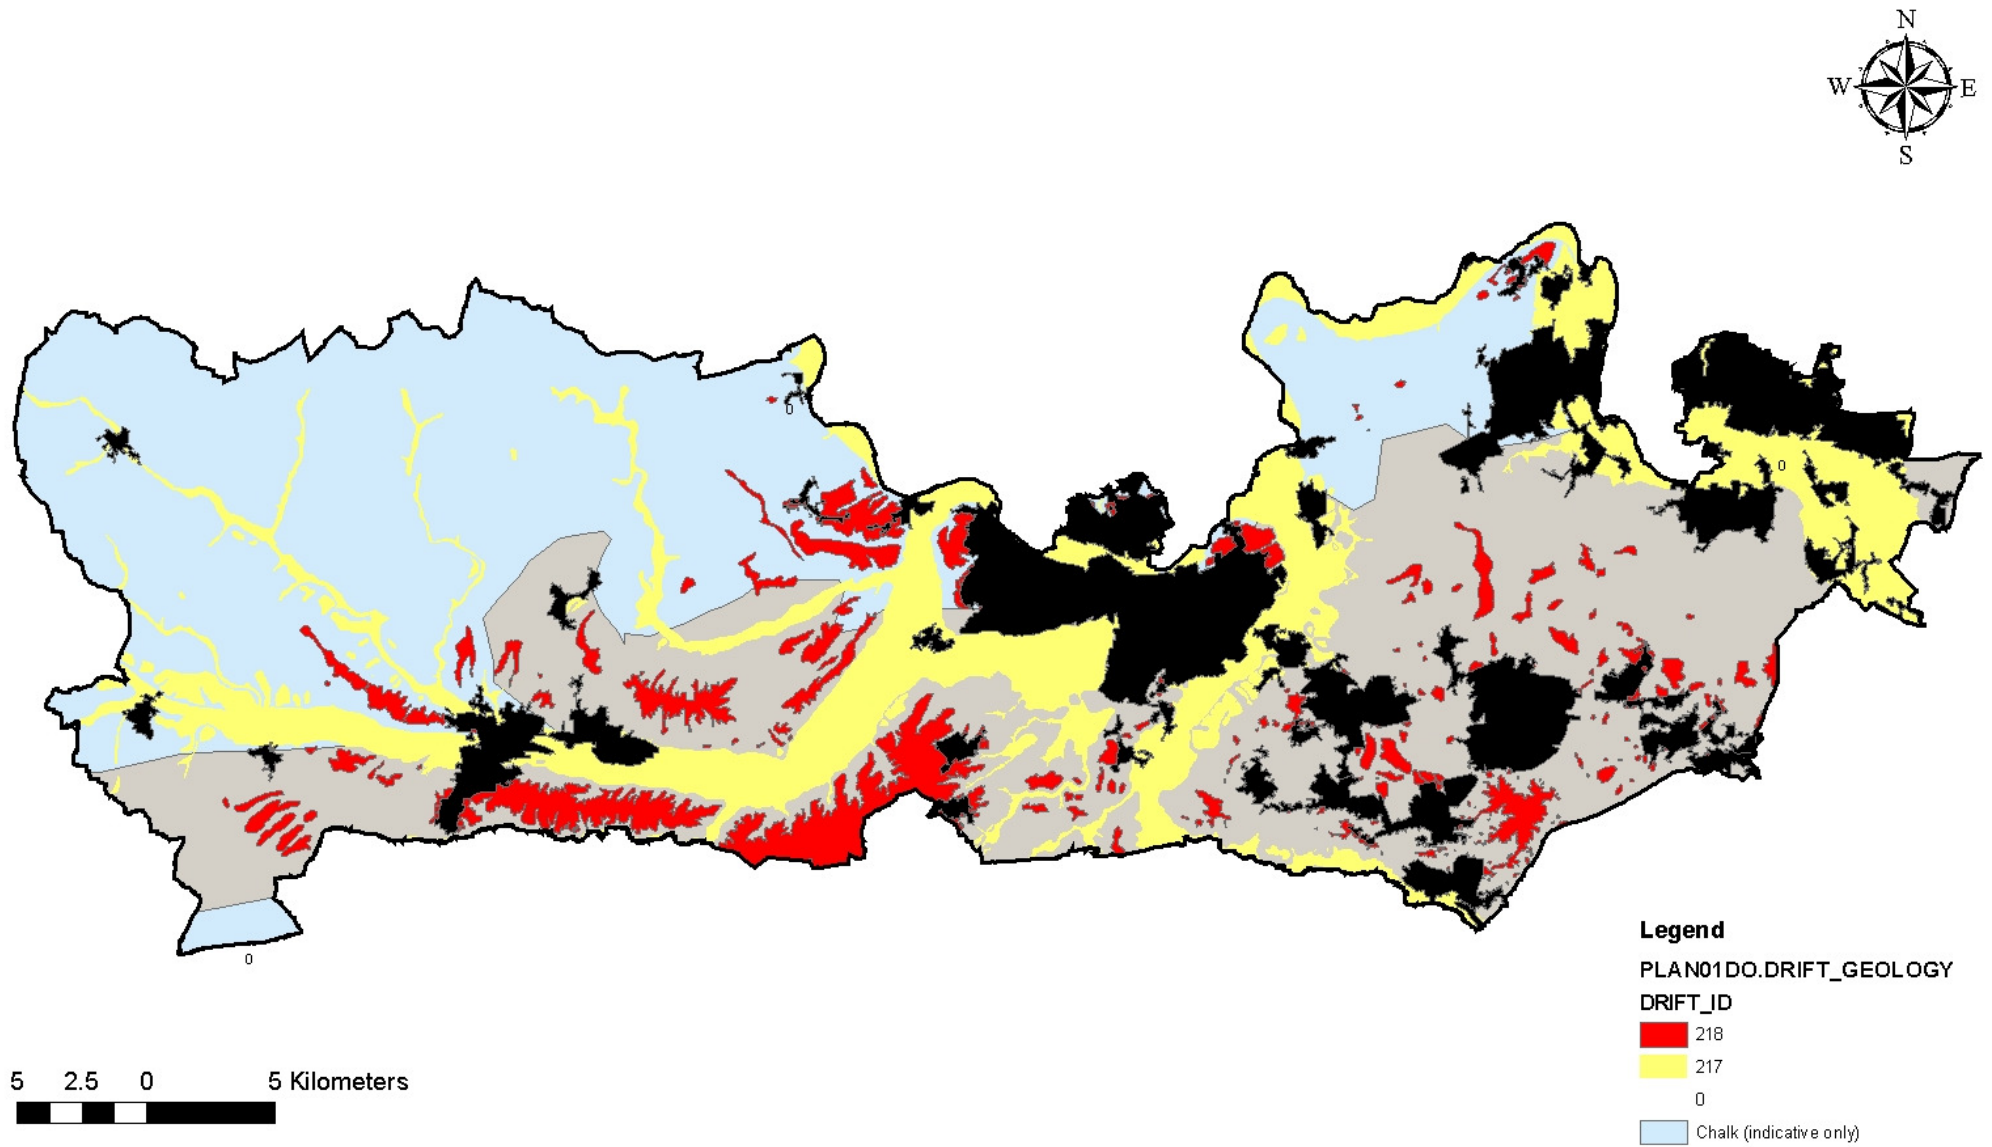 N
W E
S
0
0
0
Legend
PLAN01DO.DRIFT_GEOLOGY
DRIFT_ID
218
217
0
Chalk (indicative only)
5 2.5 0 5 Kilometers